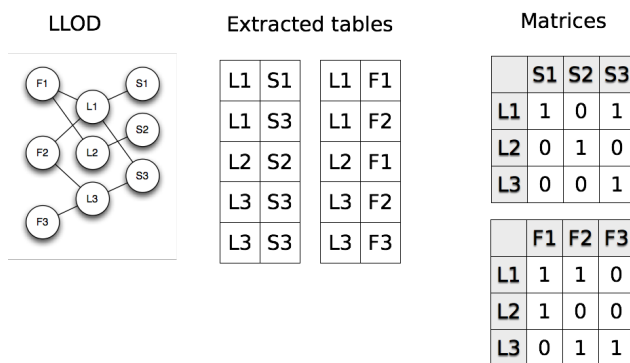 LLOD
Extracted tables
Matrices
F1
S1
L1
S2
F2
L2
S3
L3
F3
L1 S1
L1 S3
L2 S2
L3 S3
L3 S3
L1 F1
L1 F2
L2 F1
L3 F2
L3 F3
S1 S2 S3
L1 1 0 1
L2 0 1 0
L3 0 0 1
F1 F2 F3
L1 1 1 0
L2 1 0 0
L3 0 1 1